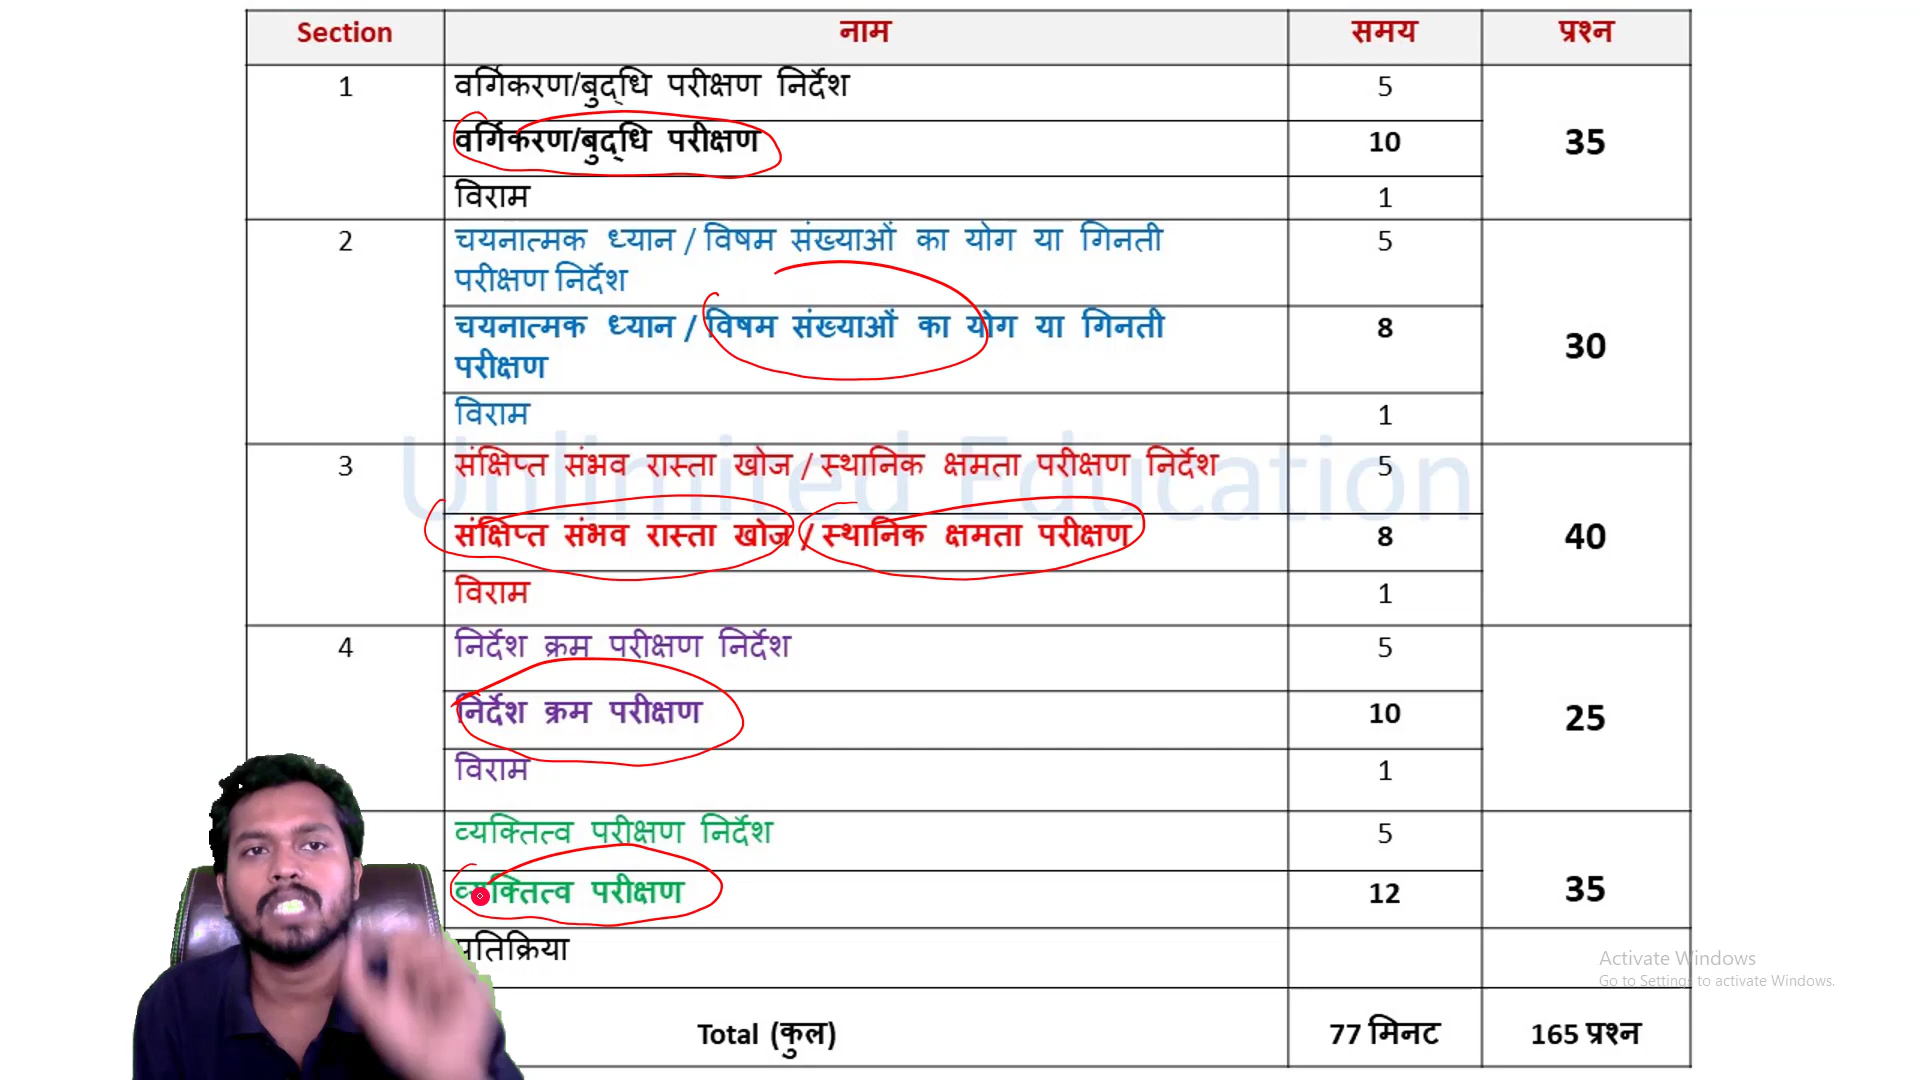 Section नाम समय प्रश्न
1 वर्गिकरण/बुद्धि परीक्षण निर्देश 5
वर्गिकरण/बुद्धि परीक्षण 10 35
विराम 1
2 चयनात्मक ध्यान / विषम संख्याओं का योग या गिनती 5
परीक्षण निर्देश
चयनात्मक ध्यान / विषम संख्याओं का योग या गिनती 8 30
परीक्षण
विराम 1
Unlimited Education
3 संक्षिप्त संभव रास्ता खोज / स्थानिक क्षमता परीक्षण निर्देश 5
संक्षिप्त संभव रास्ता खोज / स्थानिक क्षमता परीक्षण 8 40
विराम 1
4 निर्देश क्रम परीक्षण निर्देश 5
निर्देश क्रम परीक्षण 10 25
विराम 1
व्यक्तित्व परीक्षण निर्देश 5
व्यक्तित्व परीक्षण 12 35
प्रतिक्रिया
Activate Windows
Go to Settings to activate Windows.
Total (कुल) 77 मिनट 165 प्रश्न